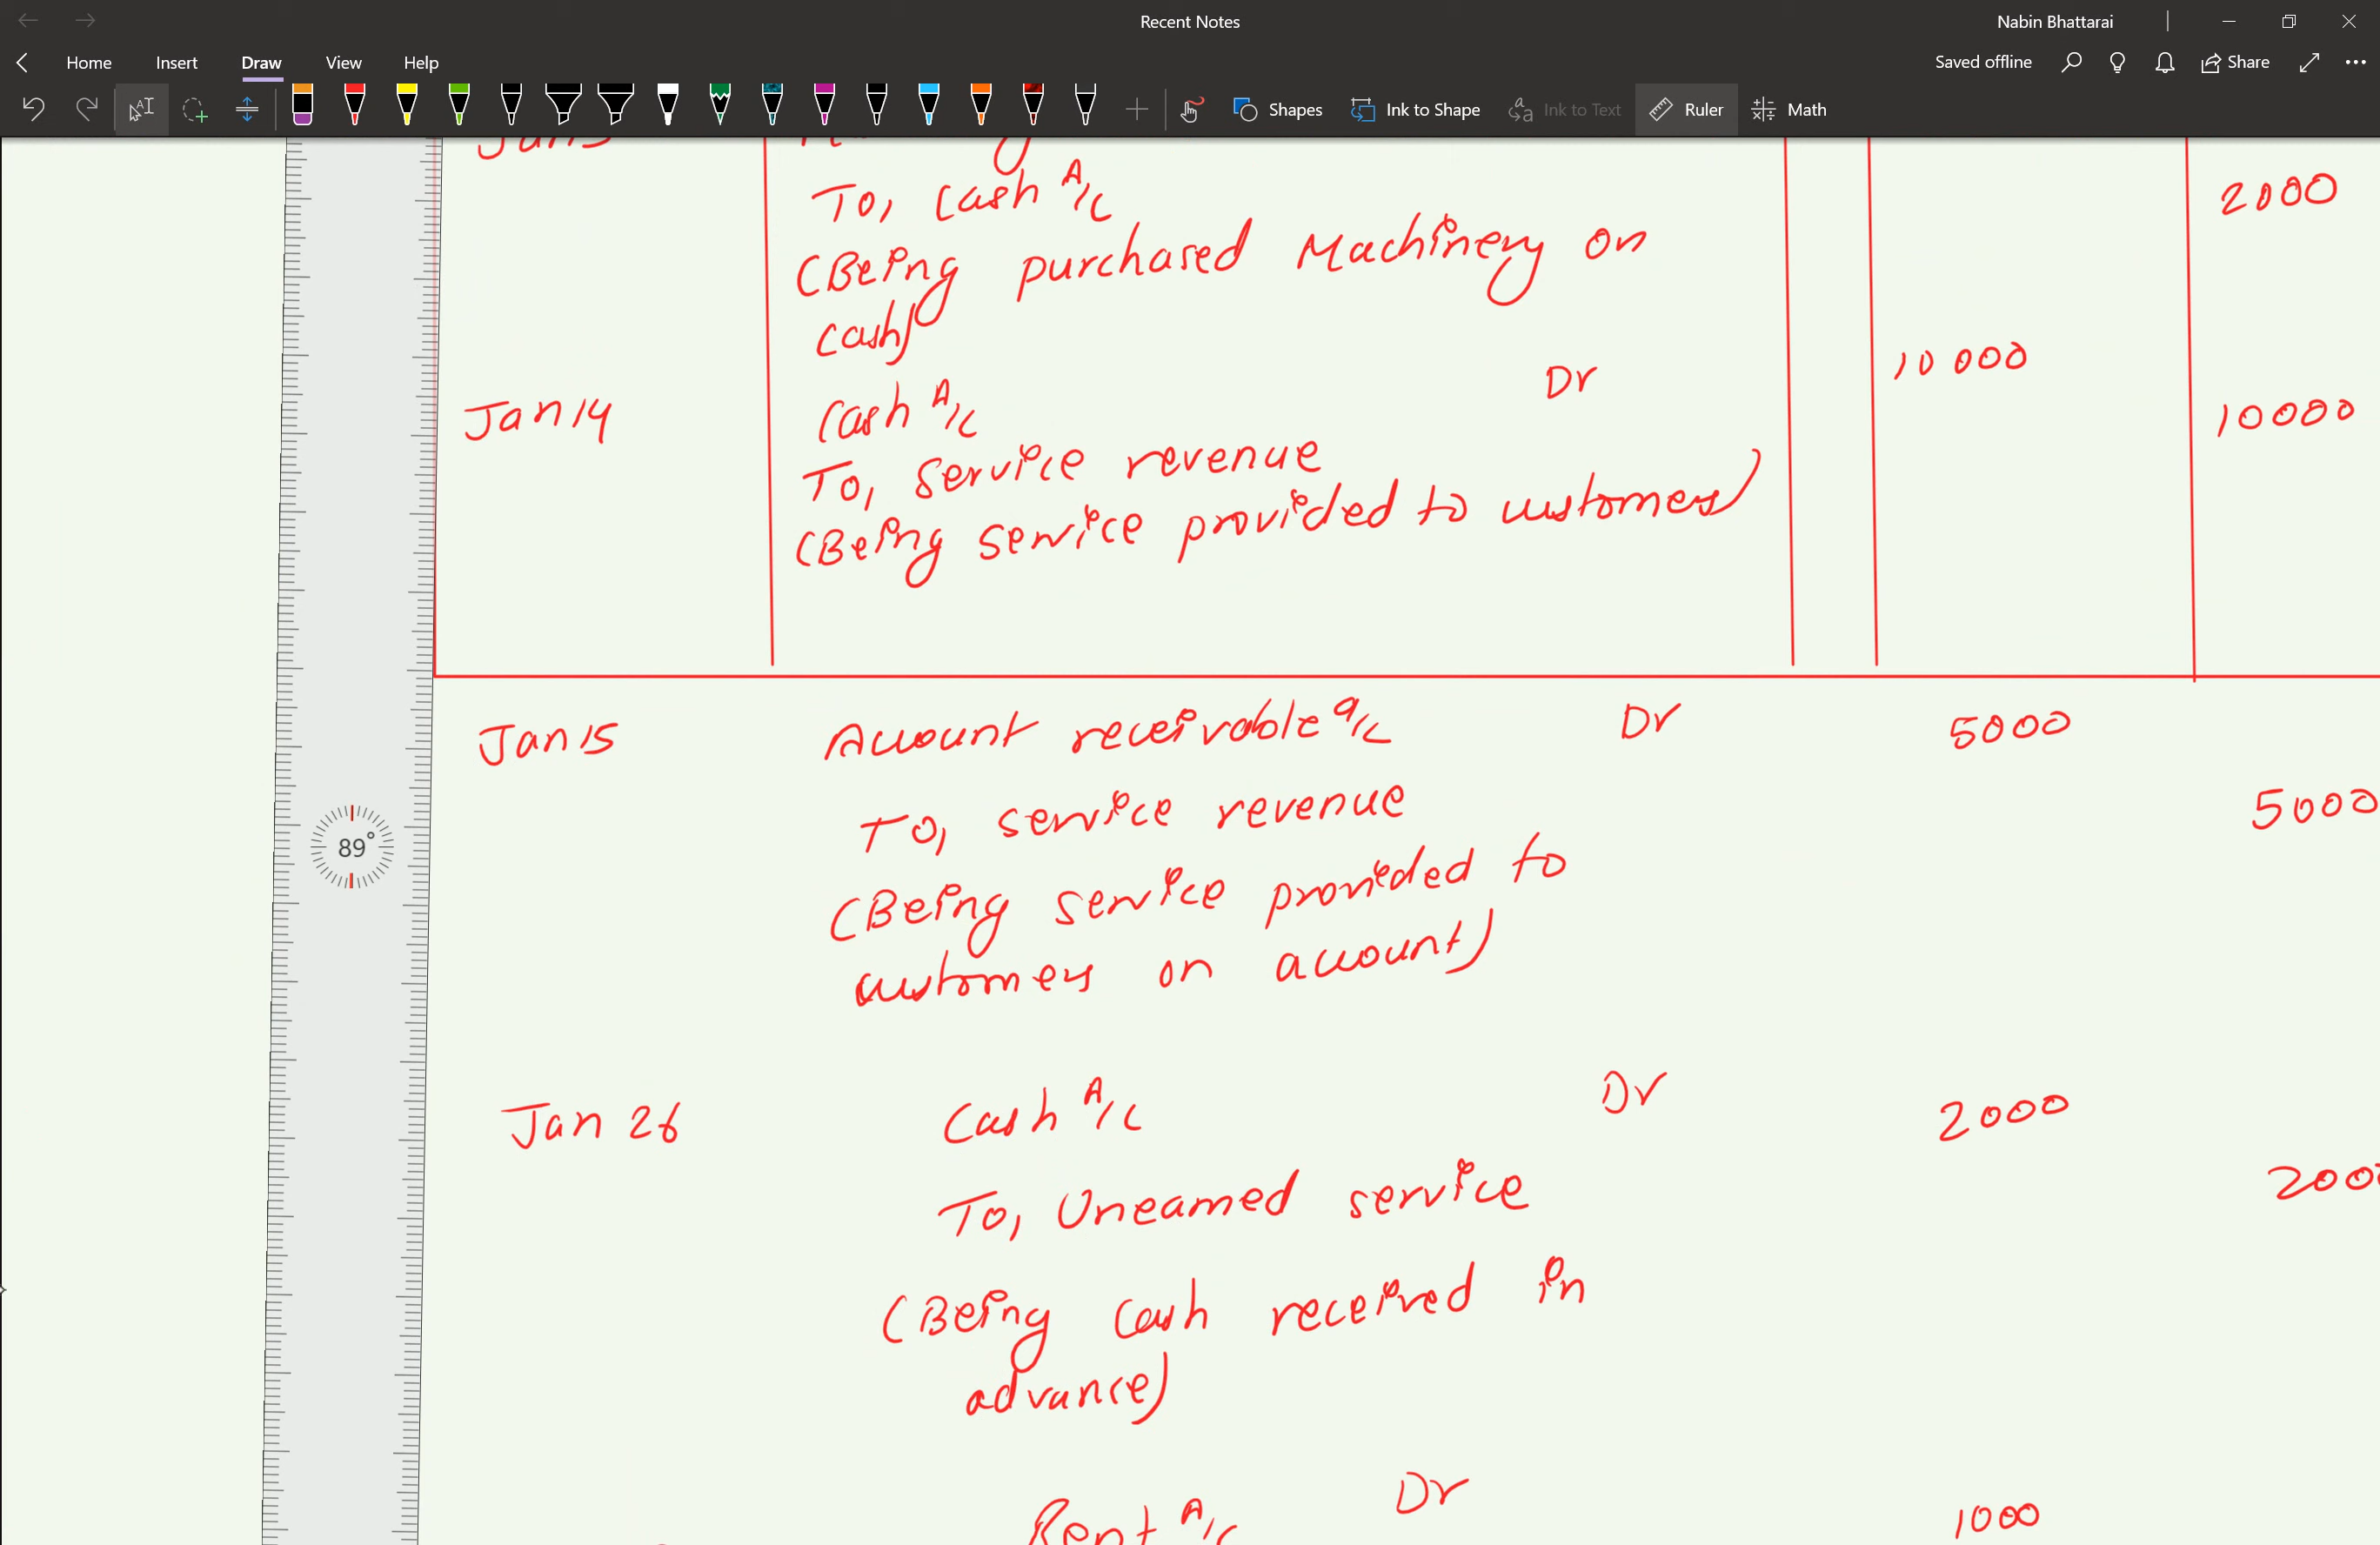 Recent Notes
Nabin Bhattarai
Home Insert Draw View Help
Saved offline Share
Shapes Ink to Shape Ink to Text Ruler Math
To, Cash A/c 2000
(Being purchased Machinery on
cash)
Jan 14 Cash A/c Dr 10000
To, Service revenue 10000
(Being service provided to customers)
Jan 15 Account receivable a/c Dr 5000
To, service revenue 5000
(Being service provided to
customers on account)
89°
Jan 26 Cash A/c Dr 2000
To, Unearned service 200
(Being cash received in
advance)
Rent A/c Dr 1000